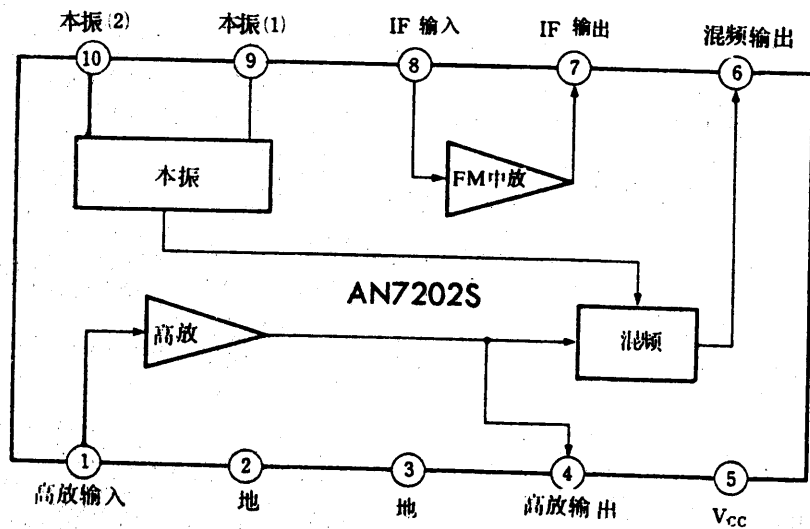 本振(2)
本振(1)
IF 输入
IF 输出
混频输出
10
9
8
7
6
本振
FM中放
AN7202S
高放
混频
1
2
3
4
5
高放输入
地
地
高放输出
Vcc